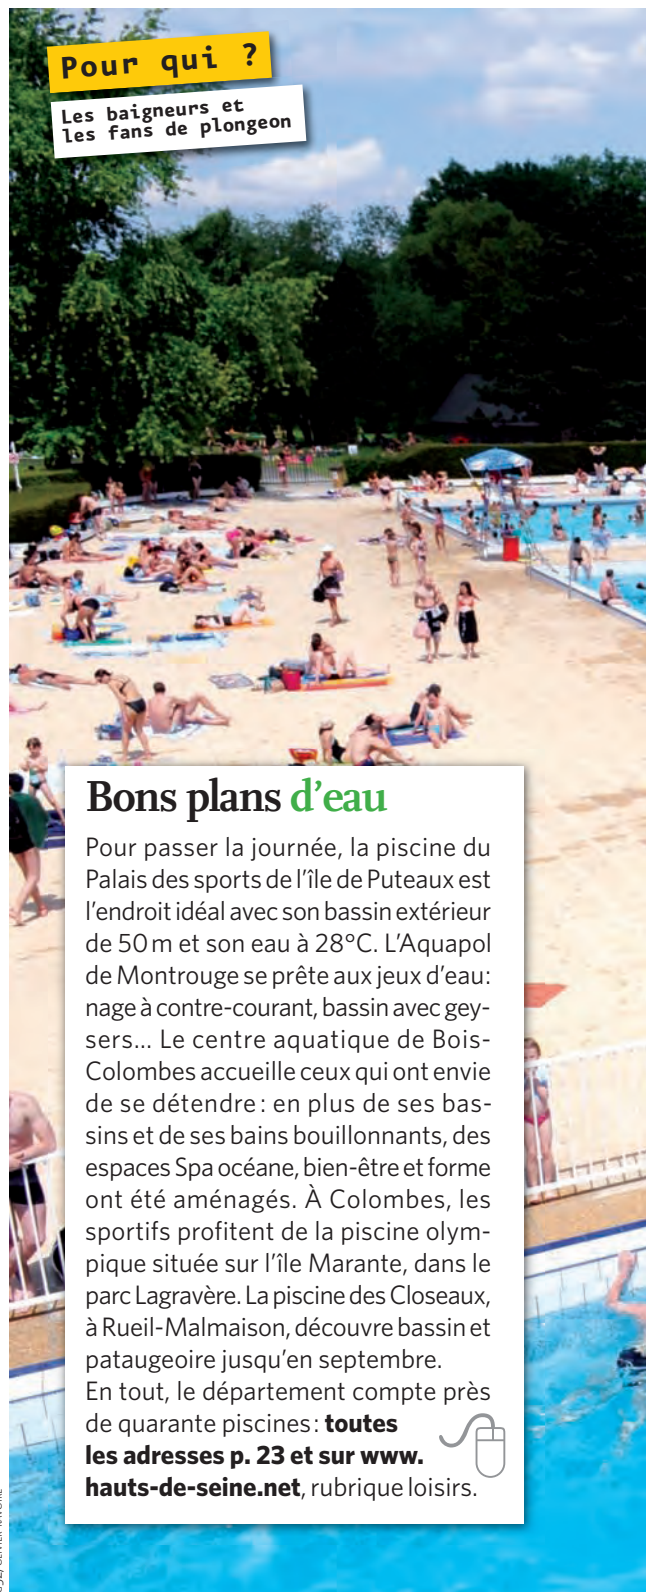 Pour qui ?
Les baigneurs et
les fans de plongeon
Bons plans d’eau
Pour passer la journée, la piscine du
Palais des sports de l’île de Puteaux est
l’endroit idéal avec son bassin extérieur
de 50 m et son eau à 28°C. L’Aquapol
de Montrouge se prête aux jeux d’eau:
nage à contre-courant, bassin avec gey-
sers... Le centre aquatique de Bois-
Colombes accueille ceux qui ont envie
de se détendre : en plus de ses bas-
sins et de ses bains bouillonnants, des
espaces Spa océane, bien-être et forme
ont été aménagés. À Colombes, les
sportifs profitent de la piscine olym-
pique située sur l’île Marante, dans le
parc Lagravère. La piscine des Closeaux,
à Rueil-Malmaison, découvre bassin et
pataugeoire jusqu’en septembre.
En tout, le département compte près
de quarante piscines : toutes
les adresses p. 23 et sur www.
hauts-de-seine.net, rubrique loisirs.